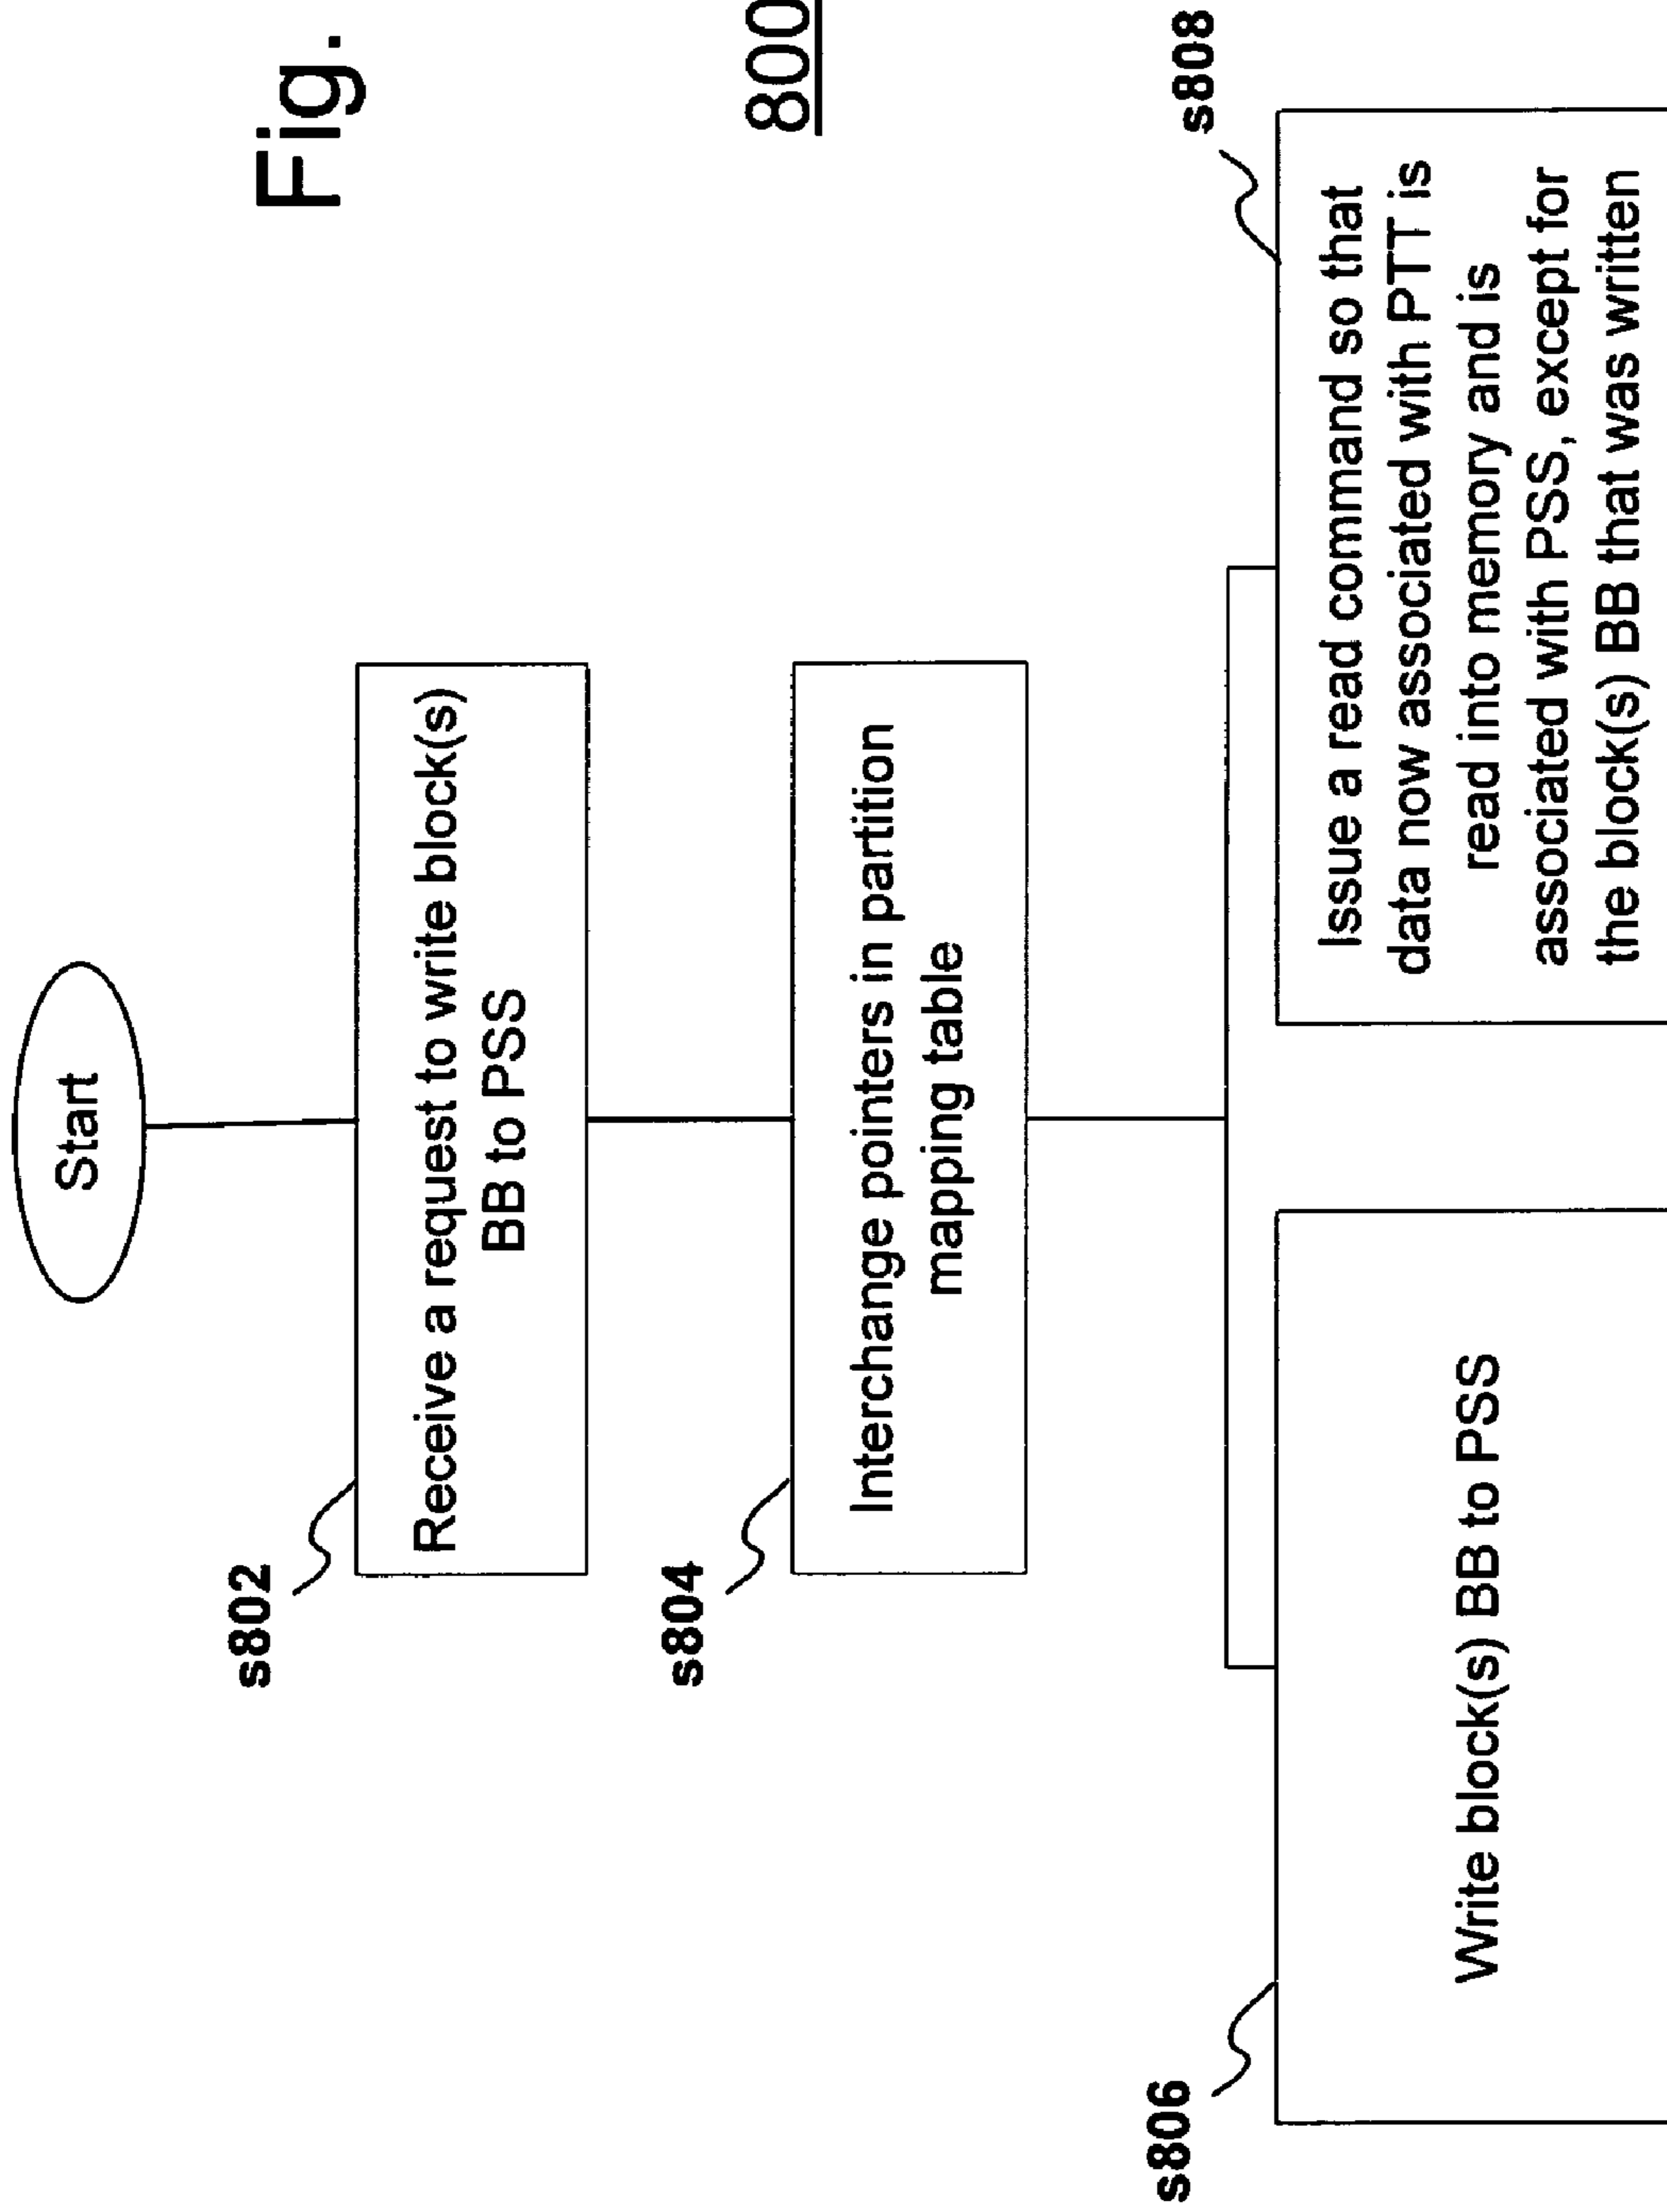 Fig.
800
Start
s802
Receive a request to write block(s)
BB to PSS
s804
Interchange pointers in partition
mapping table
s806
Write block(s) BB to PSS
s808
Issue a read command so that
data now associated with PTT is
read into memory and is
associated with PSS, except for
the block(s) BB that was written